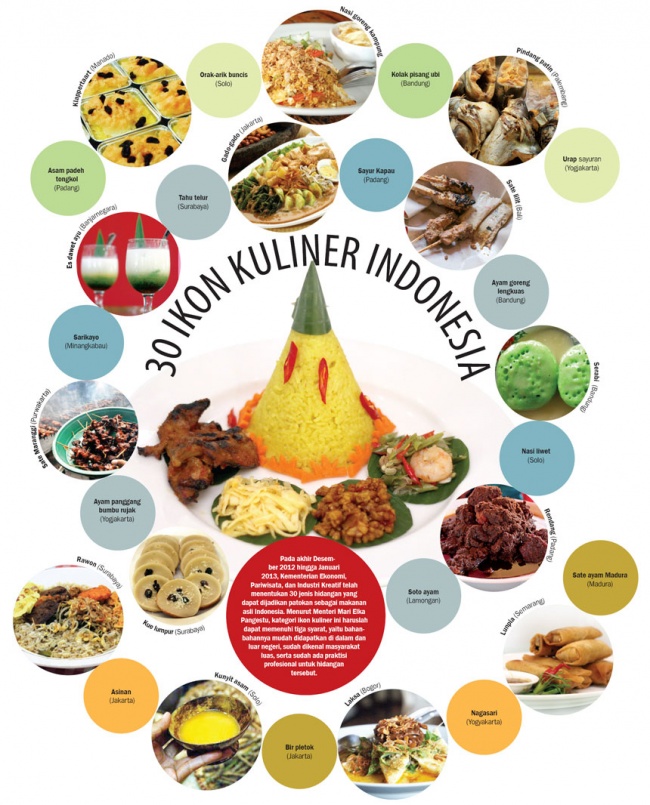 Nasi goreng kampung
Klappertaart (Manado)
Orak-arik buncis
(Solo)
Kolak pisang ubi
(Bandung)
Pindang patin (Palembang)
Asam padeh
tongkol
(Padang)
Tahu telur
(Surabaya)
Gado-gado (Jakarta)
Sayur Kapau
(Padang)
Urap sayuran
(Yogyakarta)
Sate lilit (Bali)
Es dawet ayu (Banjarnegara)
30 IKON KULINER INDONESIA
Ayam goreng
lengkuas
(Bandung)
Sarikayo
(Minangkabau)
Serabi (Bandung)
Sate Maranggi (Purwakarta)
Nasi liwet
(Solo)
Ayam panggang
bumbu rujak
(Yogyakarta)
Rendang (Padang)
Rawon (Surabaya)
Kue lumpur (Surabaya)
Pada akhir Desem-
ber 2012 hingga Januari
2013, Kementerian Ekonomi,
Pariwisata, dan Industri Kreatif telah
menentukan 30 jenis hidangan yang
dapat dijadikan patokan sebagai makanan
asli Indonesia. Menurut Menteri Mari Elka
Pangestu, kategori ikon kuliner ini haruslah
dapat memenuhi tiga syarat, yaitu bahan-
bahannya mudah didapatkan di dalam dan
luar negeri, sudah dikenal masyarakat
luas, serta sudah ada praktisi
profesional untuk hidangan
tersebut.
Soto ayam
(Lamongan)
Sate ayam Madura
(Madura)
Lumpia (Semarang)
Asinan
(Jakarta)
Kunyit asam (Solo)
Bir pletok
(Jakarta)
Laksa (Bogor)
Nagasari
(Yogyakarta)